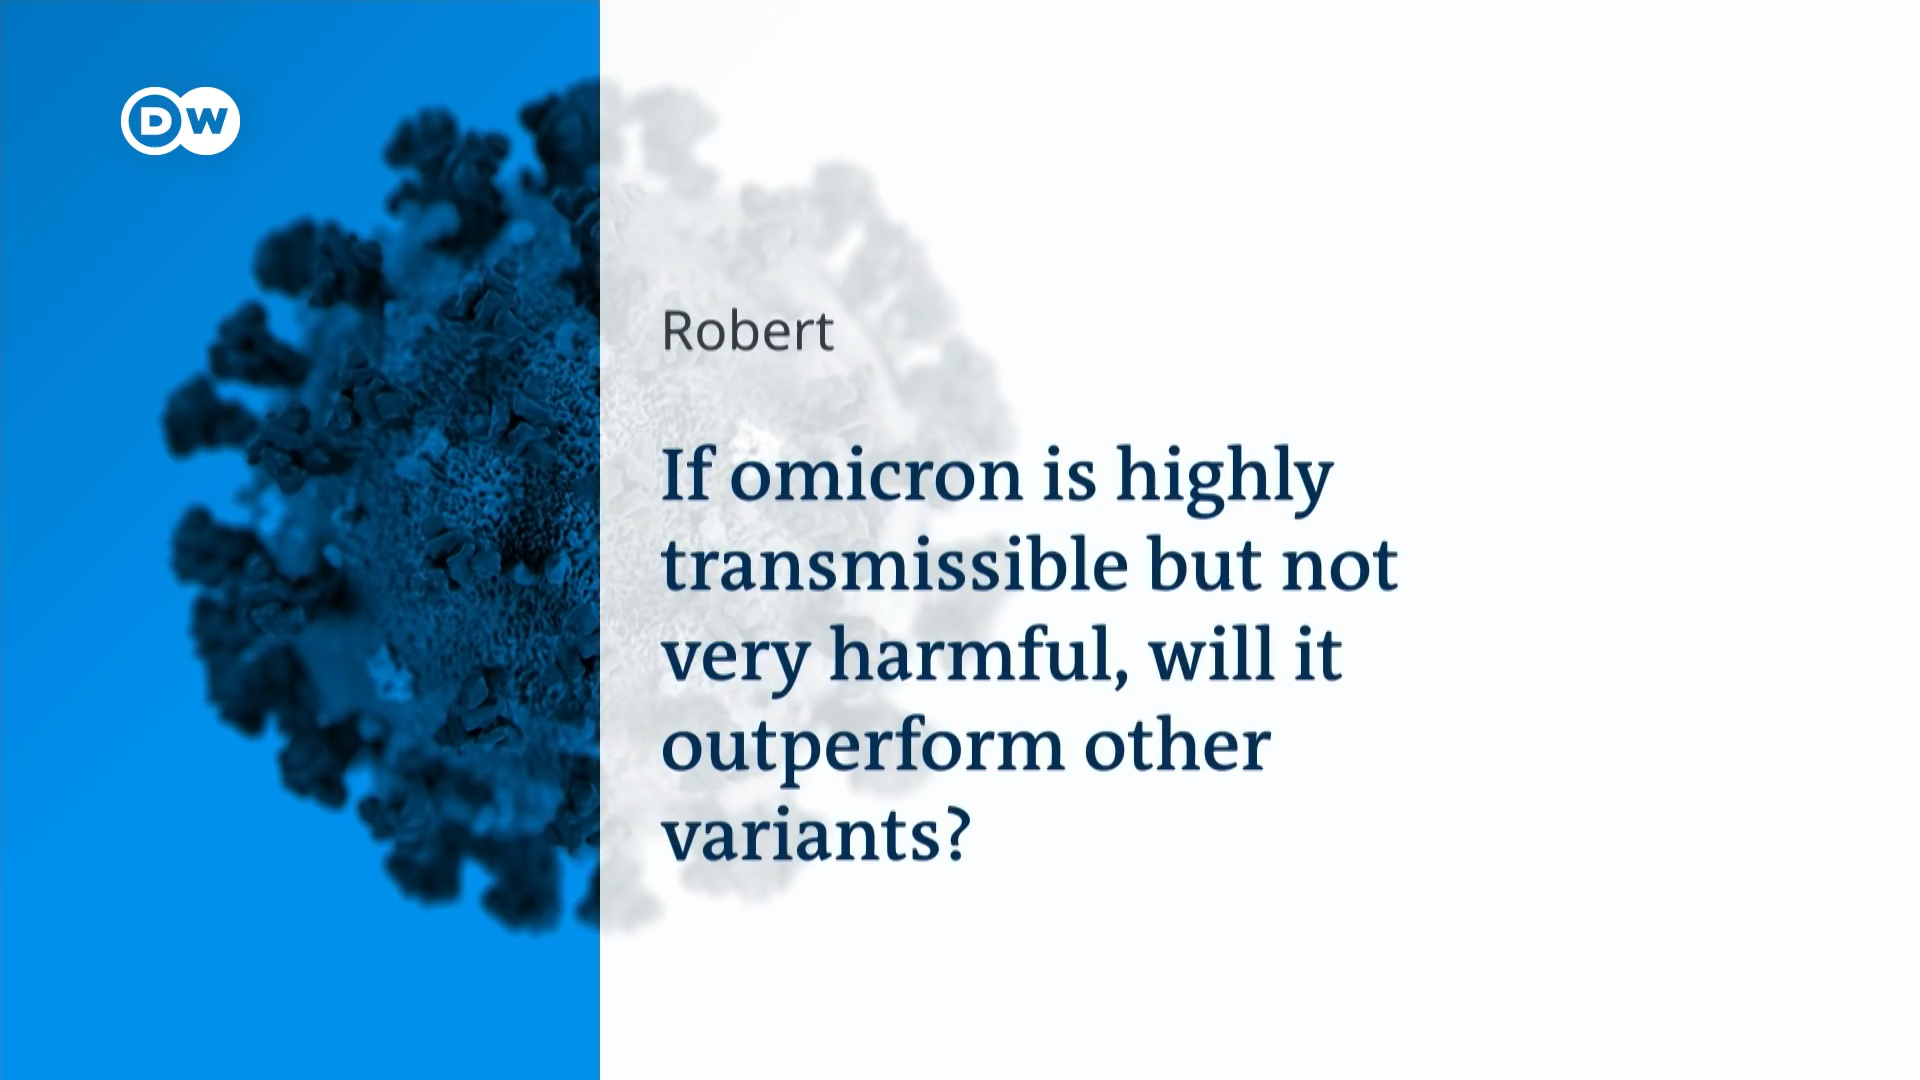 DW
Robert
If omicron is highly
transmissible but not
very harmful, will it
outperform other
variants?